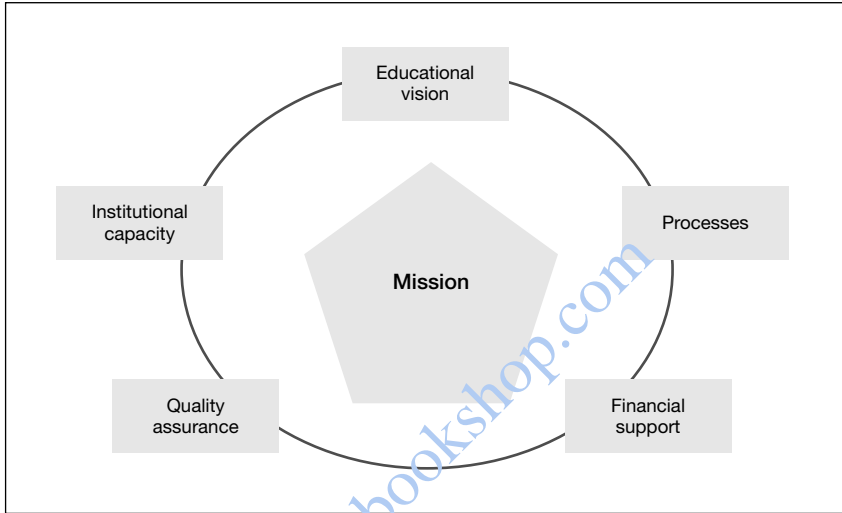 Educational
vision
Institutional
capacity
Processes
Mission
Quality
assurance
Financial
support
bookshop.com